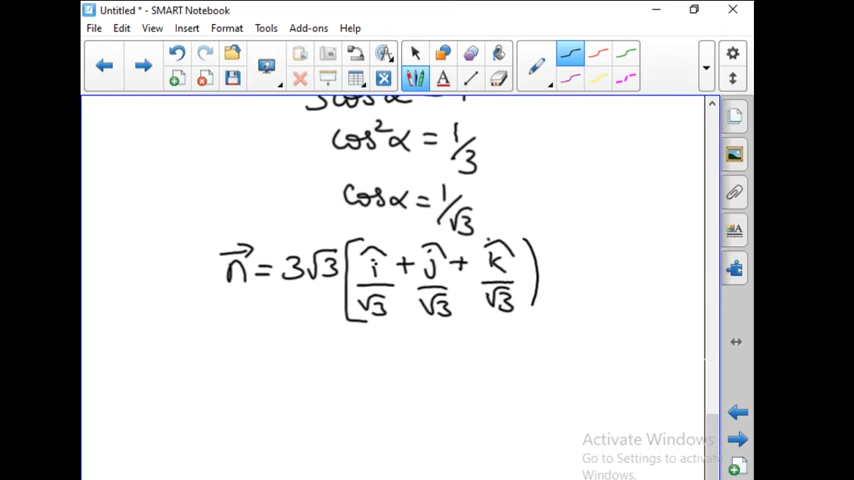 Untitled * - SMART Notebook
File Edit View Insert Format Tools Add-ons Help
cos²α = 1/3
cosα = 1/√3
n⃗ = 3√3 [ î/√3 + ĵ/√3 + k̂/√3 )
Activate Windows
Go to Settings to activate
Windows.